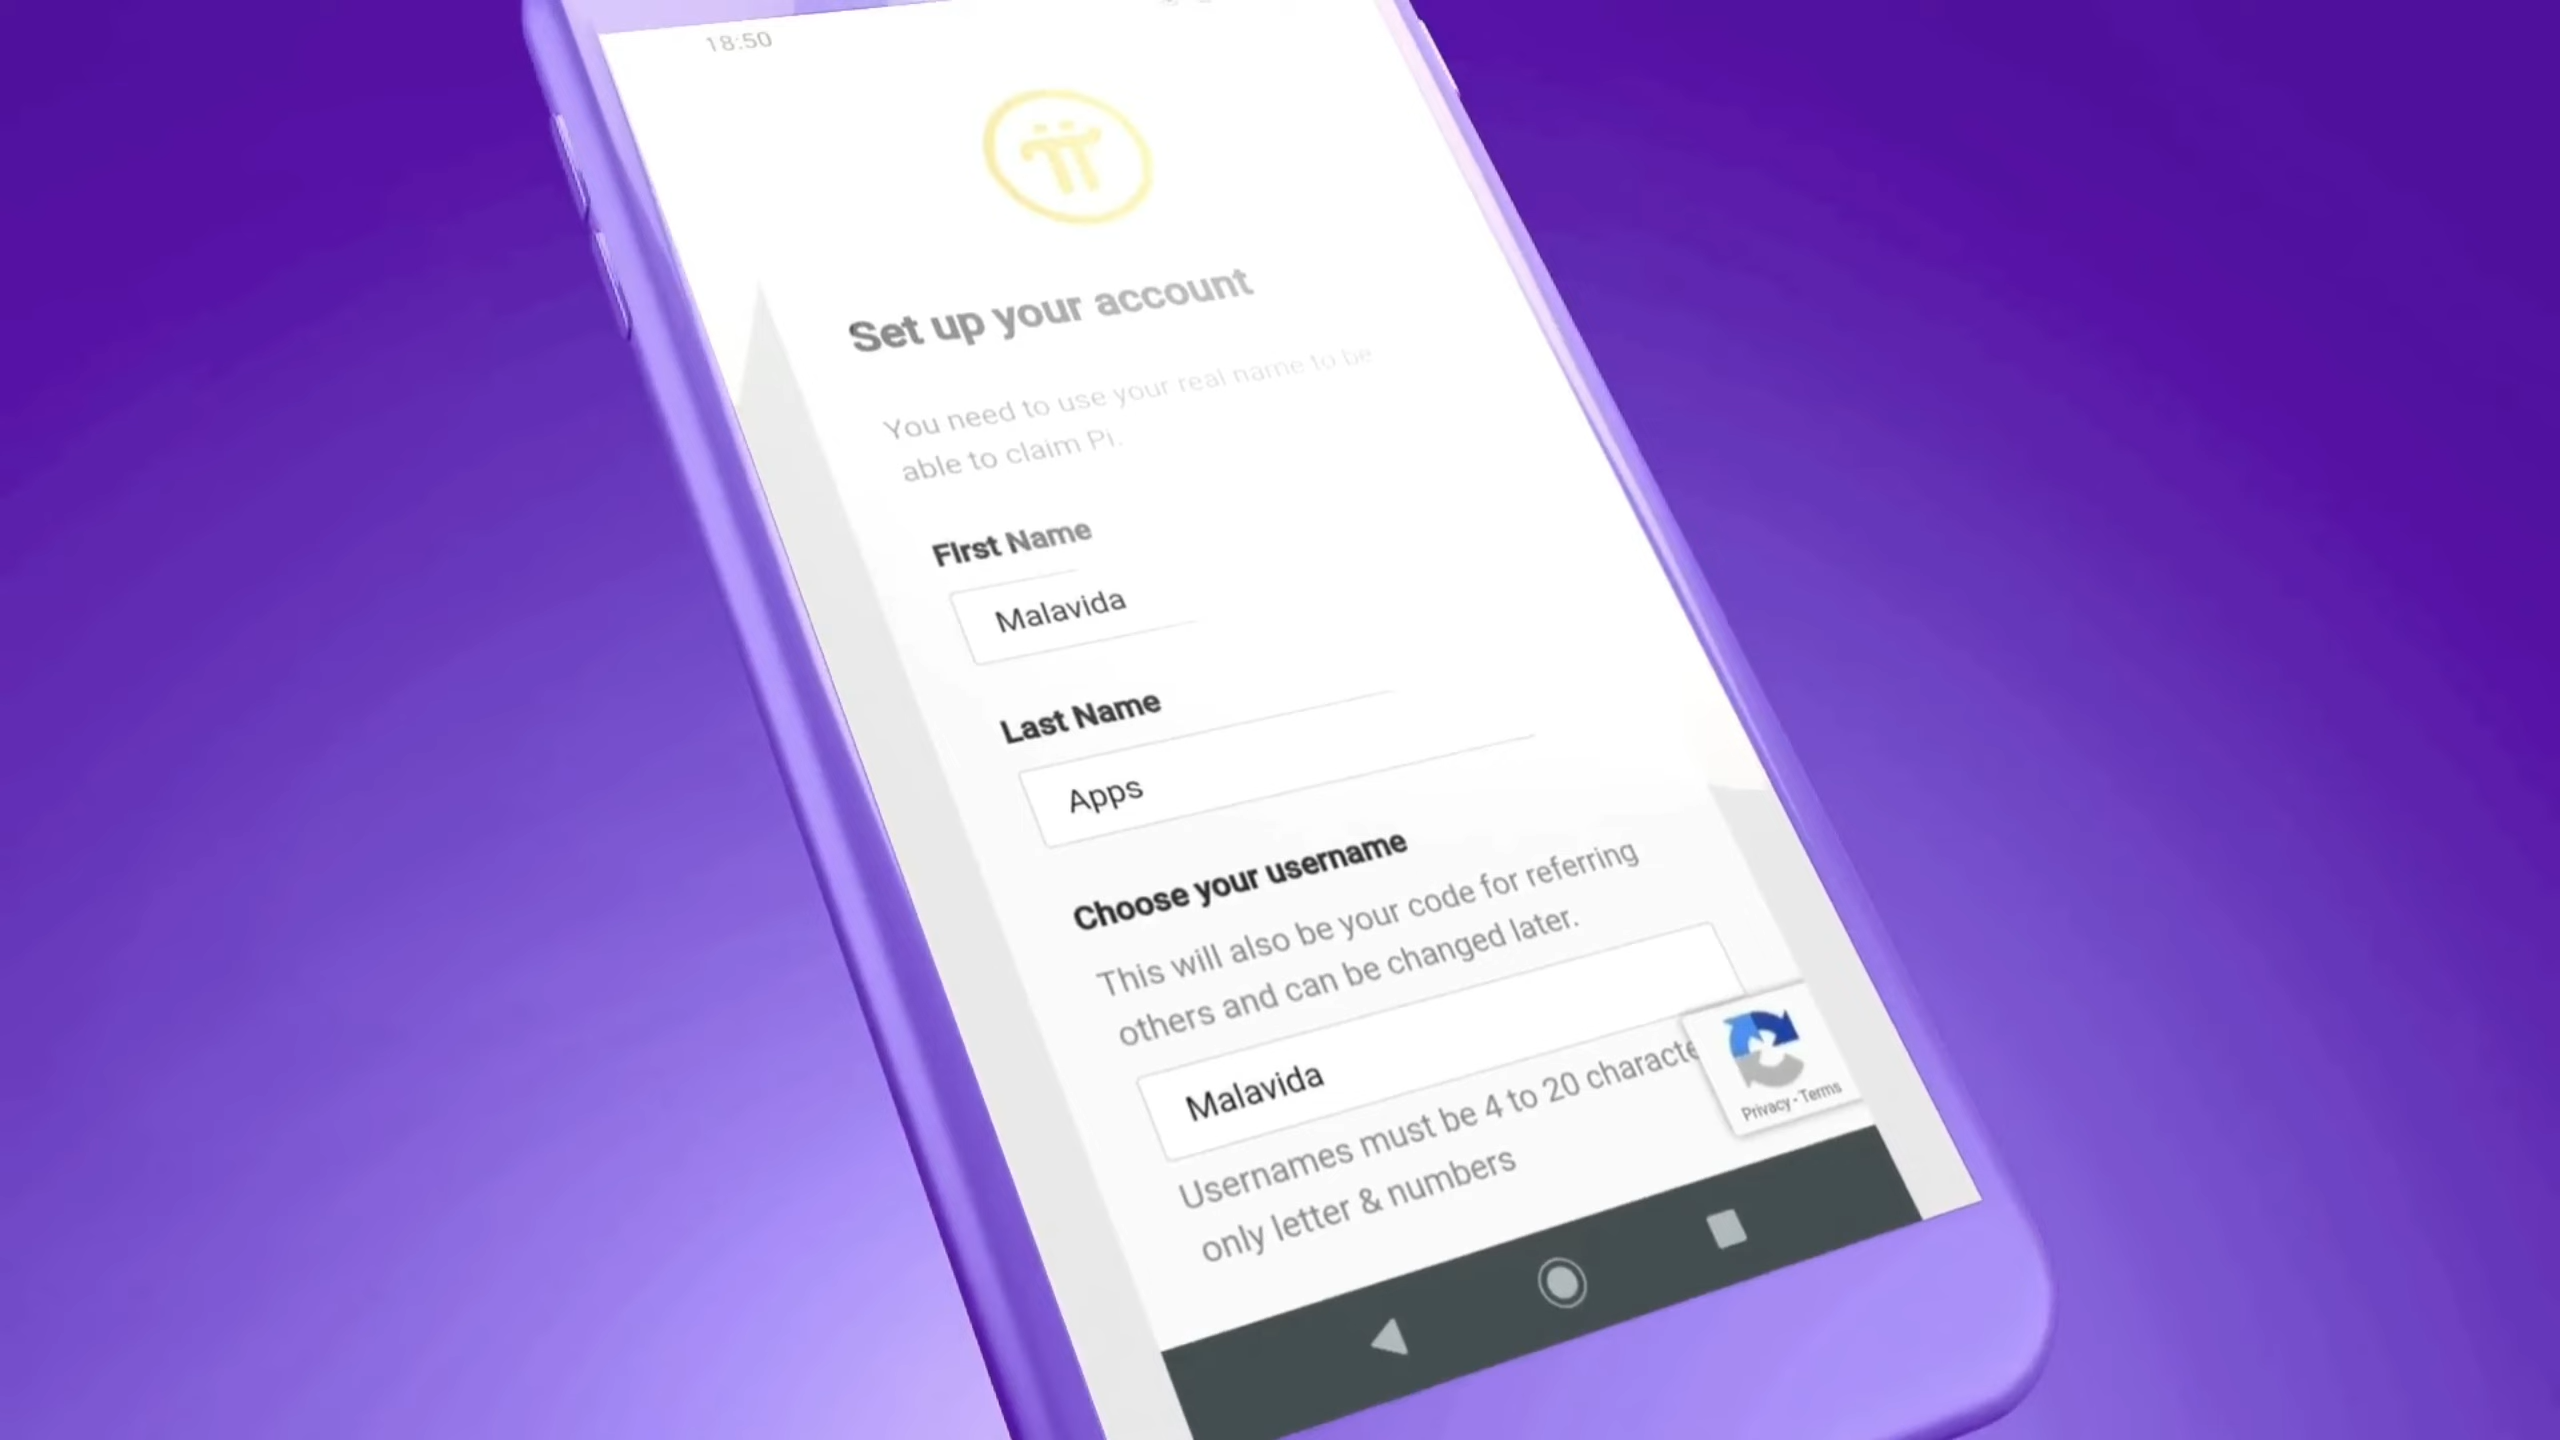 18:50
Set up your account
You need to use your real name to be
able to claim Pi.
First Name
Malavida
Last Name
Apps
Choose your username
This will also be your code for referring
others and can be changed later.
Malavida
Usernames must be 4 to 20 characte
only letter & numbers
Privacy - Terms